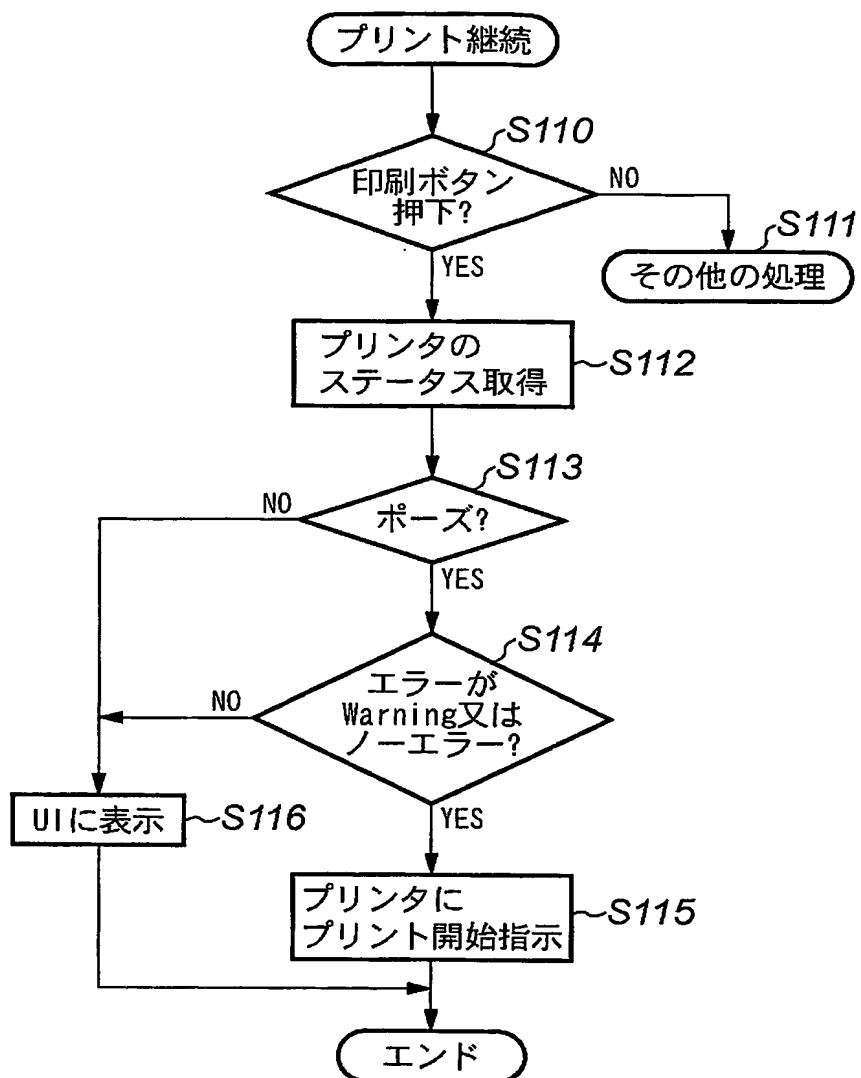 プリント継続
S110
印刷ボタン
押下?
NO
S111
その他の処理
YES
プリンタの
ステータス取得
S112
S113
NO
ポーズ?
YES
S114
エラーが
NO
Warning又は
ノーエラー?
UIに表示
S116
YES
プリンタに
プリント開始指示
S115
エンド